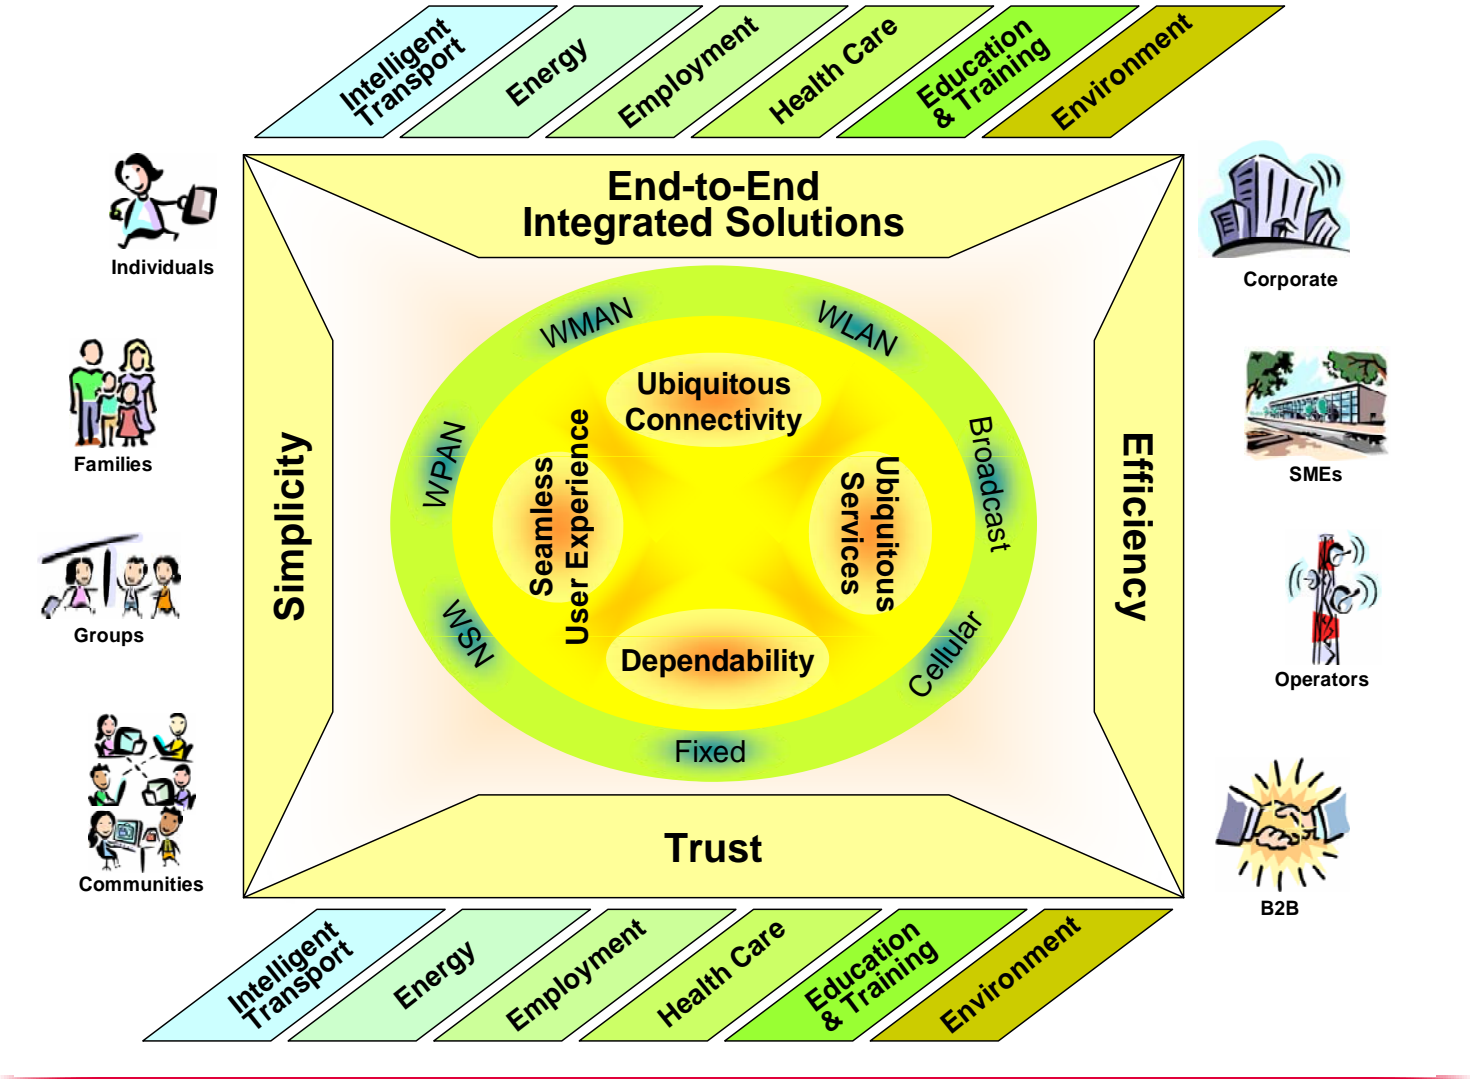 Intelligent
Transport
Energy
Employment
Health Care
Education
& Training
Environment
End-to-End
Integrated Solutions
Individuals
Families
Groups
Communities
Simplicity
WMAN
WLAN
WPAN
Broadcast
WSN
Cellular
Fixed
Ubiquitous
Connectivity
Seamless
User Experience
Ubiquitous
Services
Dependability
Efficiency
Trust
Corporate
SMEs
Operators
B2B
Intelligent
Transport
Energy
Employment
Health Care
Education
& Training
Environment